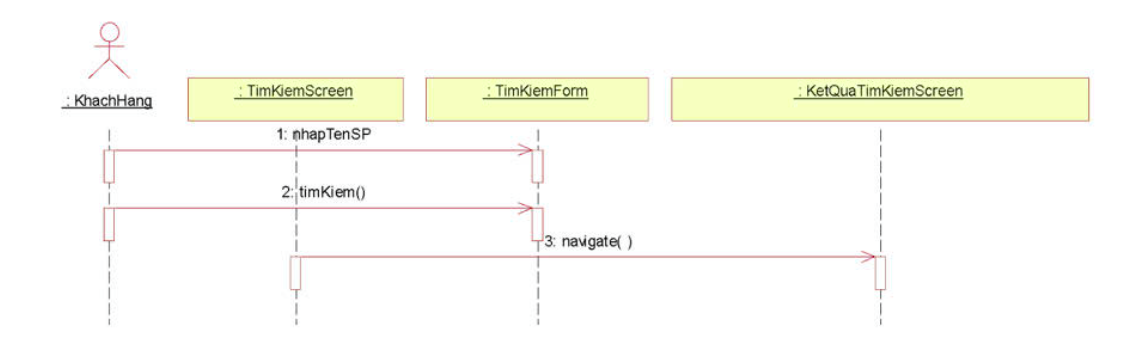 : KhachHang
: TimKiemScreen
: TimKiemForm
: KetQuaTimKiemScreen
1: nhapTenSP
2: timKiem()
3: navigate( )